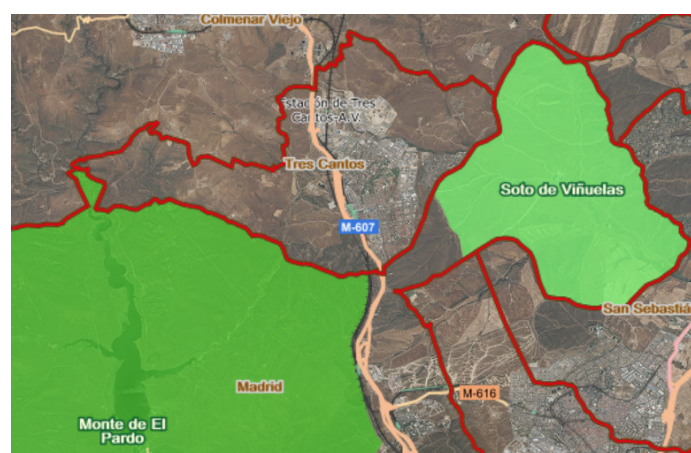 Colmenar Viejo
Estación de Tres
Cantos-A.V.
Tres Cantos
Soto de Viñuelas
M-607
San Sebastiá
Madrid
M-616
Monte de El
Pardo